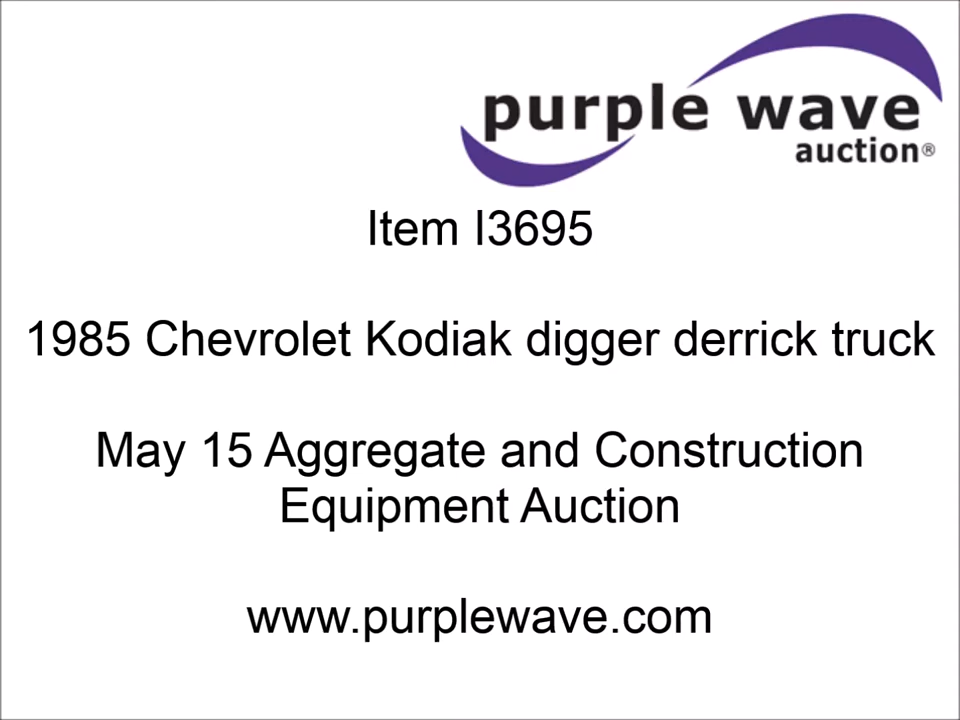 purple wave
auction®
Item I3695
1985 Chevrolet Kodiak digger derrick truck
May 15 Aggregate and Construction
Equipment Auction
www.purplewave.com